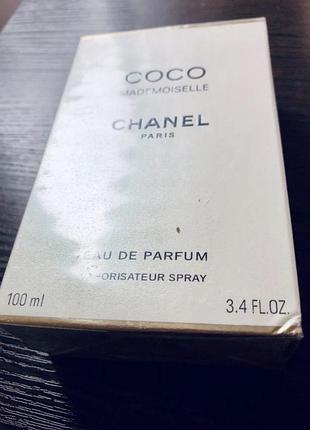 COCO
MADEMOISELLE
CHANEL
PARIS
EAU DE PARFUM
VAPORISATEUR SPRAY
100 ml
3.4 FL.OZ.